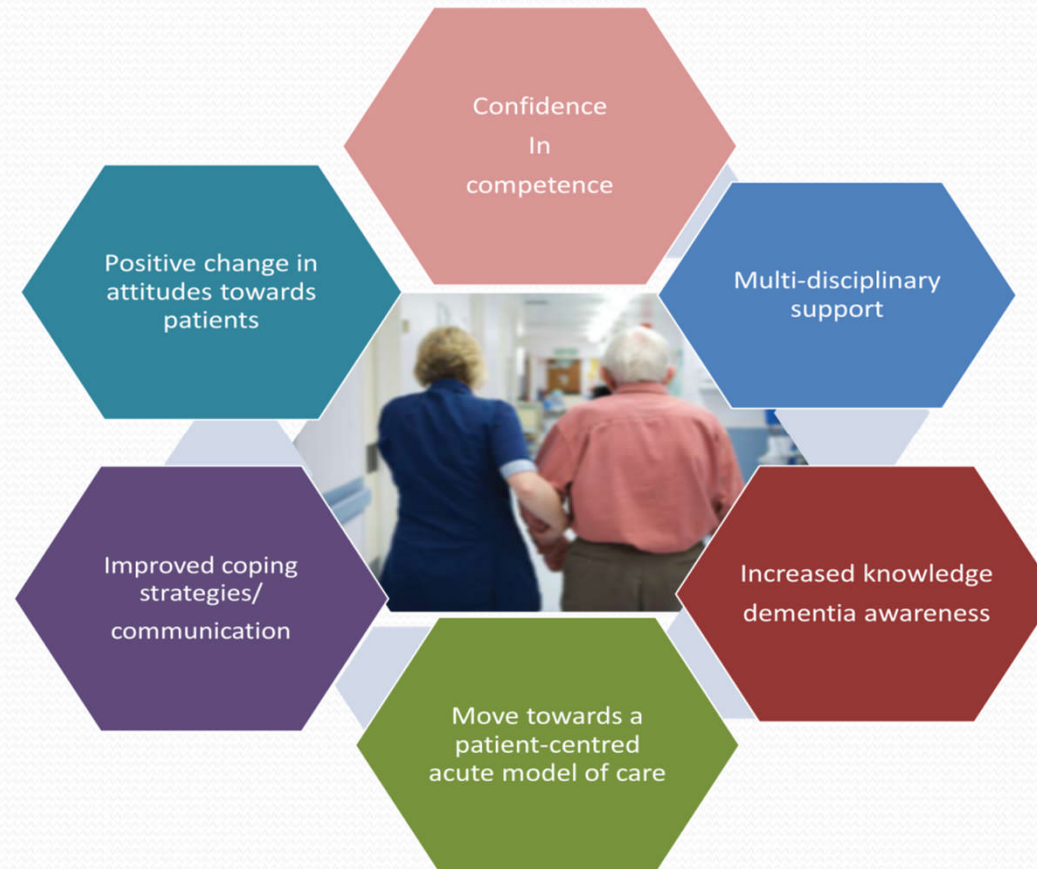 Confidence
In
competence
Multi-disciplinary
support
Increased knowledge
dementia awareness
Move towards a
patient-centred
acute model of care
Improved coping
strategies/
communication
Positive change in
attitudes towards
patients